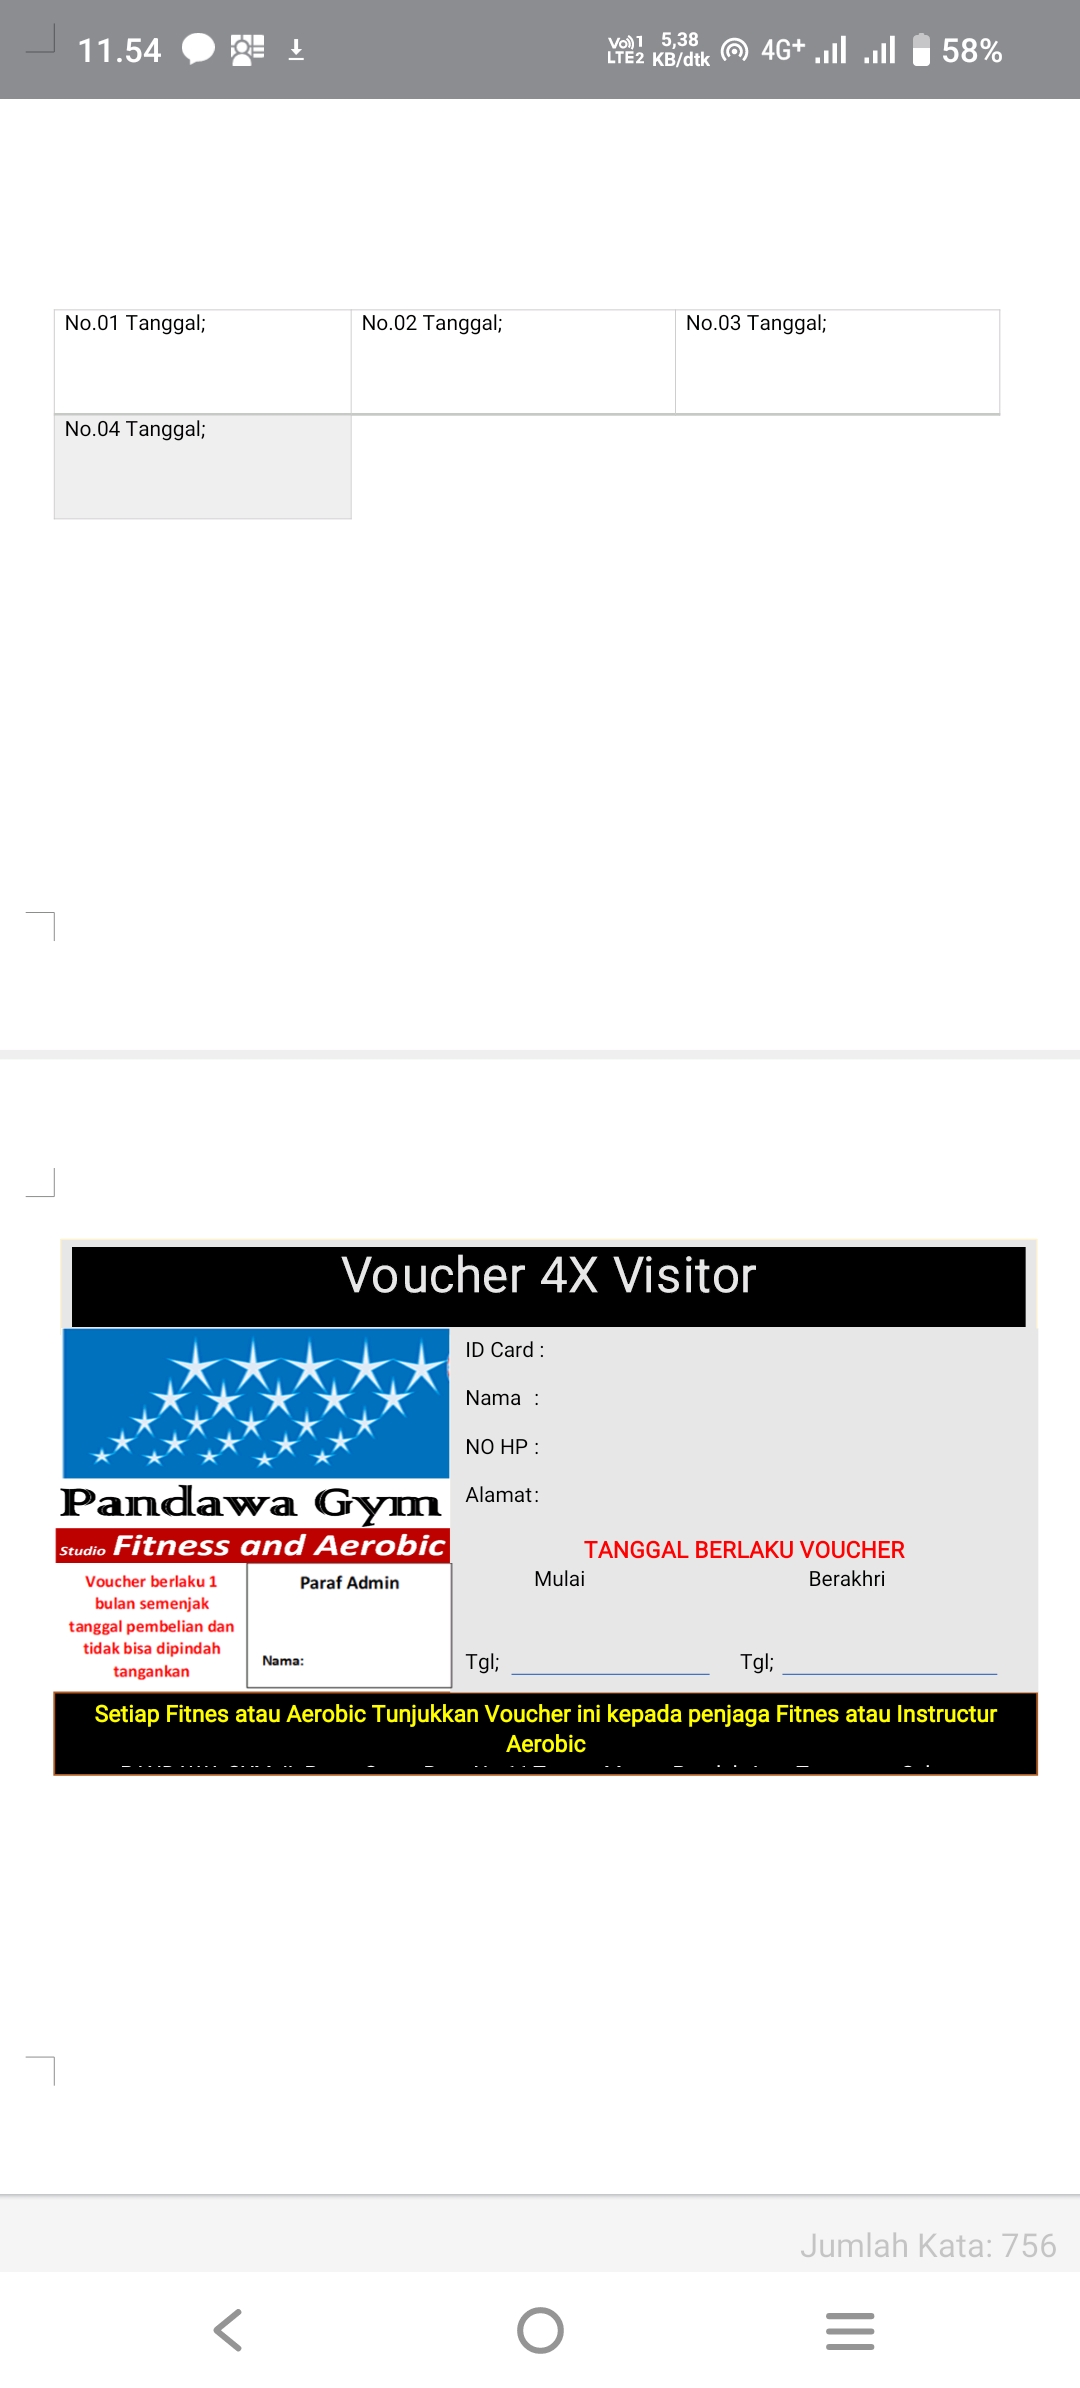 11.54
Vo)) 1 5,38 4G+ 58%
LTE2 KB/dtk
No.01 Tanggal; No.02 Tanggal; No.03 Tanggal;
No.04 Tanggal;
Voucher 4X Visitor
ID Card :
Nama :
NO HP :
Alamat:
Pandawa Gym
Studio Fitness and Aerobic
TANGGAL BERLAKU VOUCHER
Mulai Berakhri
Voucher berlaku 1
bulan semenjak
tanggal pembelian dan
tidak bisa dipindah
tangankan
Paraf Admin
Nama:
Tgl; Tgl;
Setiap Fitnes atau Aerobic Tunjukkan Voucher ini kepada penjaga Fitnes atau Instructur
Aerobic
Jumlah Kata: 756